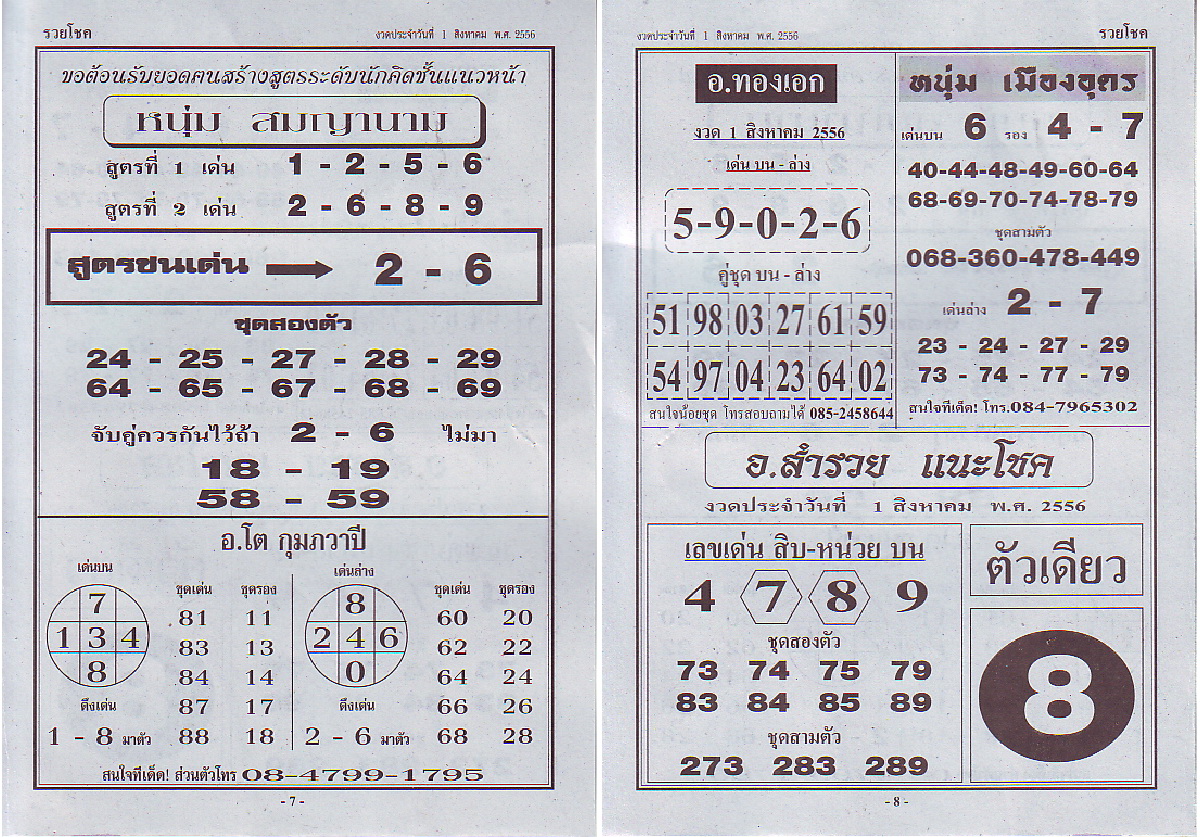 รวยโชค
งวดประจำวันที่ 1 สิงหาคม พ.ศ. 2556
ขอต้อนรับยอดคนสร้างสูตรระดับนักคิดชั้นแนวหน้า
หนุ่ม สมญานาม
สูตรที่ 1 เด่น 1 - 2 - 5 - 6
สูตรที่ 2 เด่น 2 - 6 - 8 - 9
สูตรชนเด่น 2 - 6
ชุดสองตัว
24 - 25 - 27 - 28 - 29
64 - 65 - 67 - 68 - 69
จับคู่ควรกันไว้ถ้า 2 - 6 ไม่มา
18 - 19
58 - 59
อ.โต กุมภวาปี
เด่นบน
7
1 3 4
8
ดึงเด่น
1 - 8 มาตัว
ชุดเด่น ชุดรอง
81 11
83 13
84 14
87 17
88 18
เด่นล่าง
8
2 4 6
0
ดึงเด่น
2 - 6 มาตัว
ชุดเด่น ชุดรอง
60 20
62 22
64 24
66 26
68 28
สนใจทีเด็ด! ส่วนตัวโทร 08-4799-1795
- 7 -
งวดประจำวันที่ 1 สิงหาคม พ.ศ. 2556
รวยโชค
อ.ทองเอก
งวด 1 สิงหาคม 2556
เด่น บน - ล่าง
5-9-0-2-6
คู่ชุด บน - ล่าง
51 98 03 27 61 59
54 97 04 23 64 02
สนใจน้อยชุด โทรสอบถามได้ 085-2458644
หนุ่ม เมืองอุดร
เด่นบน 6 รอง 4 - 7
40-44-48-49-60-64
68-69-70-74-78-79
ชุดสามตัว
068-360-478-449
เด่นล่าง 2 - 7
23 - 24 - 27 - 29
73 - 74 - 77 - 79
สนใจทีเด็ด! โทร.084-7965302
อ.สำรวย แนะโชค
งวดประจำวันที่ 1 สิงหาคม พ.ศ. 2556
เลขเด่น สิบ-หน่วย บน
4 7 8 9
ชุดสองตัว
73 74 75 79
83 84 85 89
ชุดสามตัว
273 283 289
ตัวเดียว
8
- 8 -